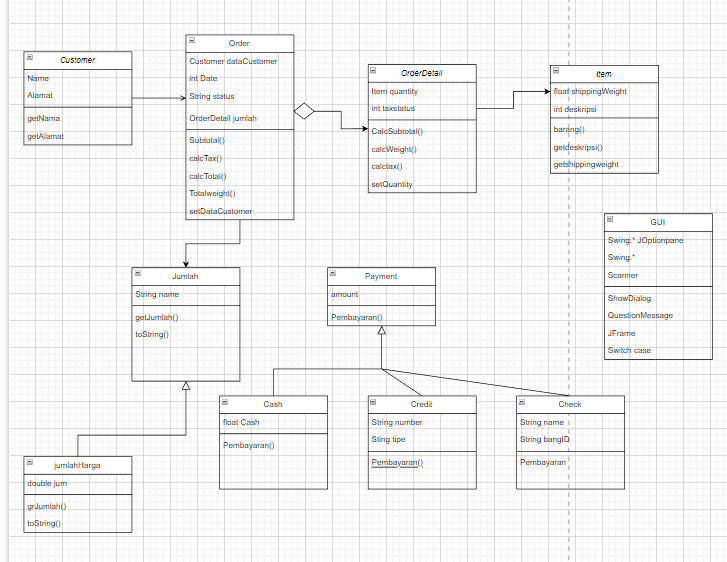 Customer
Name
Alamat
getNama
getAlamat
Order
Customer dataCustomer
int Date
String status
OrderDetail jumlah
Subtotal()
calcTax()
calcTotal()
Totalweight()
setDataCustomer
OrderDetail
Item quantity
int taxstatus
CalcSubtotal()
calcWeight()
calctax()
setQuantity
Item
float shippingWeight
int deskripsi
barang()
getdeskripsi()
getshippingweight
GUI
Swing.* JOptionpane
Swing.*
Scanner
ShowDialog
QuestionMessage
JFrame
Switch case
Jumlah
String name
getJumlah()
toString()
Payment
amount
Pembayaran()
Cash
float Cash
Pembayaran()
Credit
String number
Sting tipe
Pembayaran()
Check
String name
String bangID
Pembayaran
jumlahHarga
double jum
grJumlah()
toString()